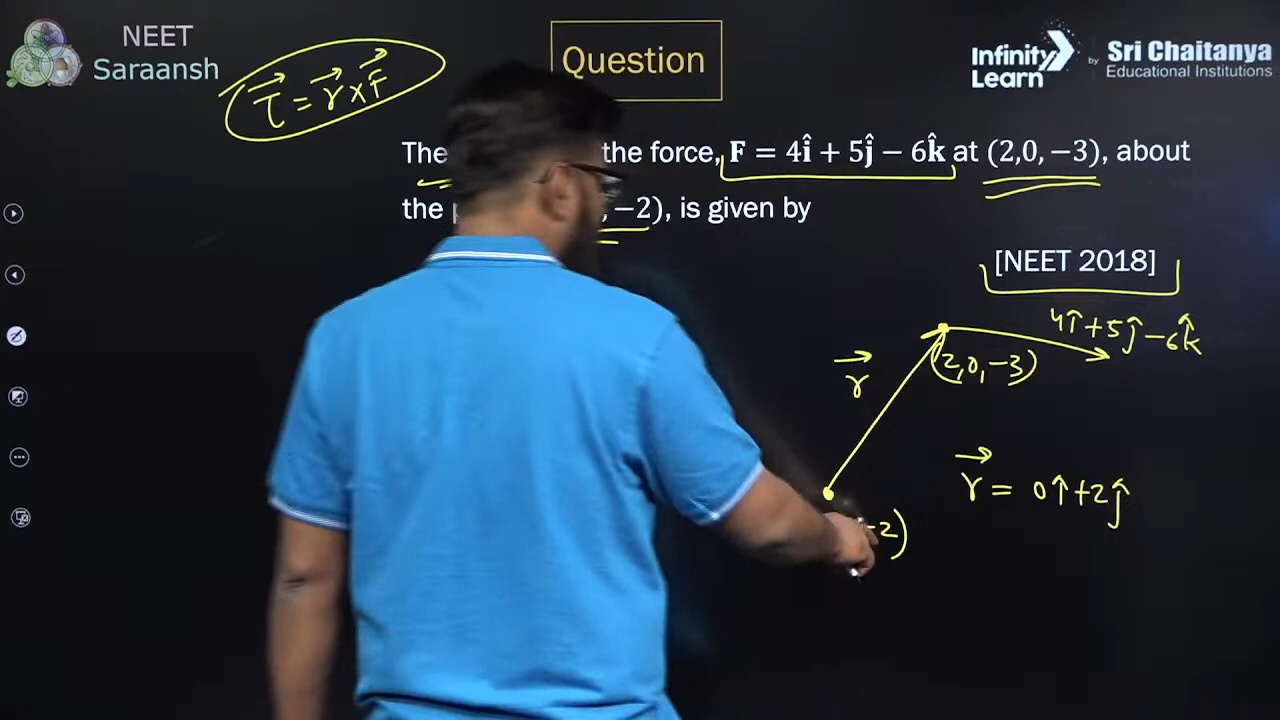 NEET
Saraansh
Question
Infinity
Learn
by
Sri Chaitanya
Educational Institutions
τ⃗ = r⃗ × F⃗
The the force, F = 4î + 5ĵ − 6k̂ at (2,0, −3), about
the , −2), is given by
[NEET 2018]
4î + 5ĵ − 6k̂
(2, 0, −3)
r⃗
r⃗ = 0î + 2ĵ
−2)